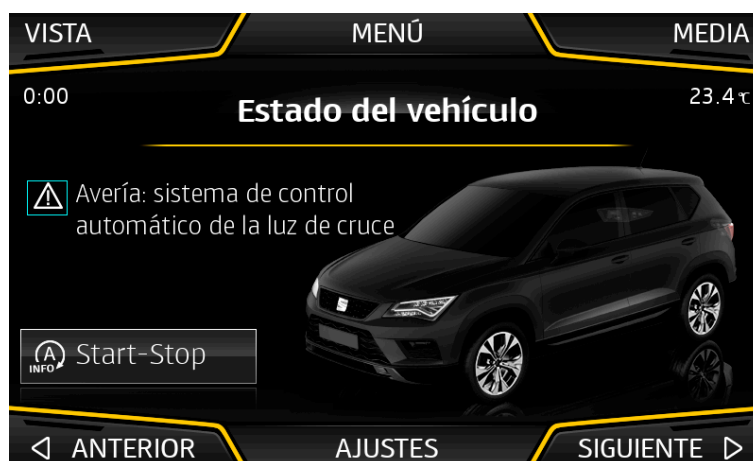 VISTA
MENÚ
MEDIA
0:00
Estado del vehículo
23.4 °C
Avería: sistema de control
automático de la luz de cruce
A
INFO
Start-Stop
ANTERIOR
AJUSTES
SIGUIENTE